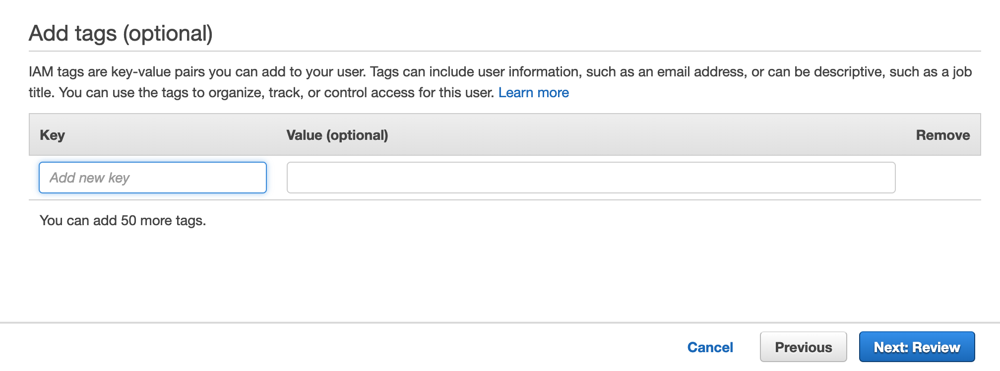 Add tags (optional)
IAM tags are key-value pairs you can add to your user. Tags can include user information, such as an email address, or can be descriptive, such as a job
title. You can use the tags to organize, track, or control access for this user. Learn more
Key Value (optional) Remove
Add new key
You can add 50 more tags.
Cancel Previous Next: Review